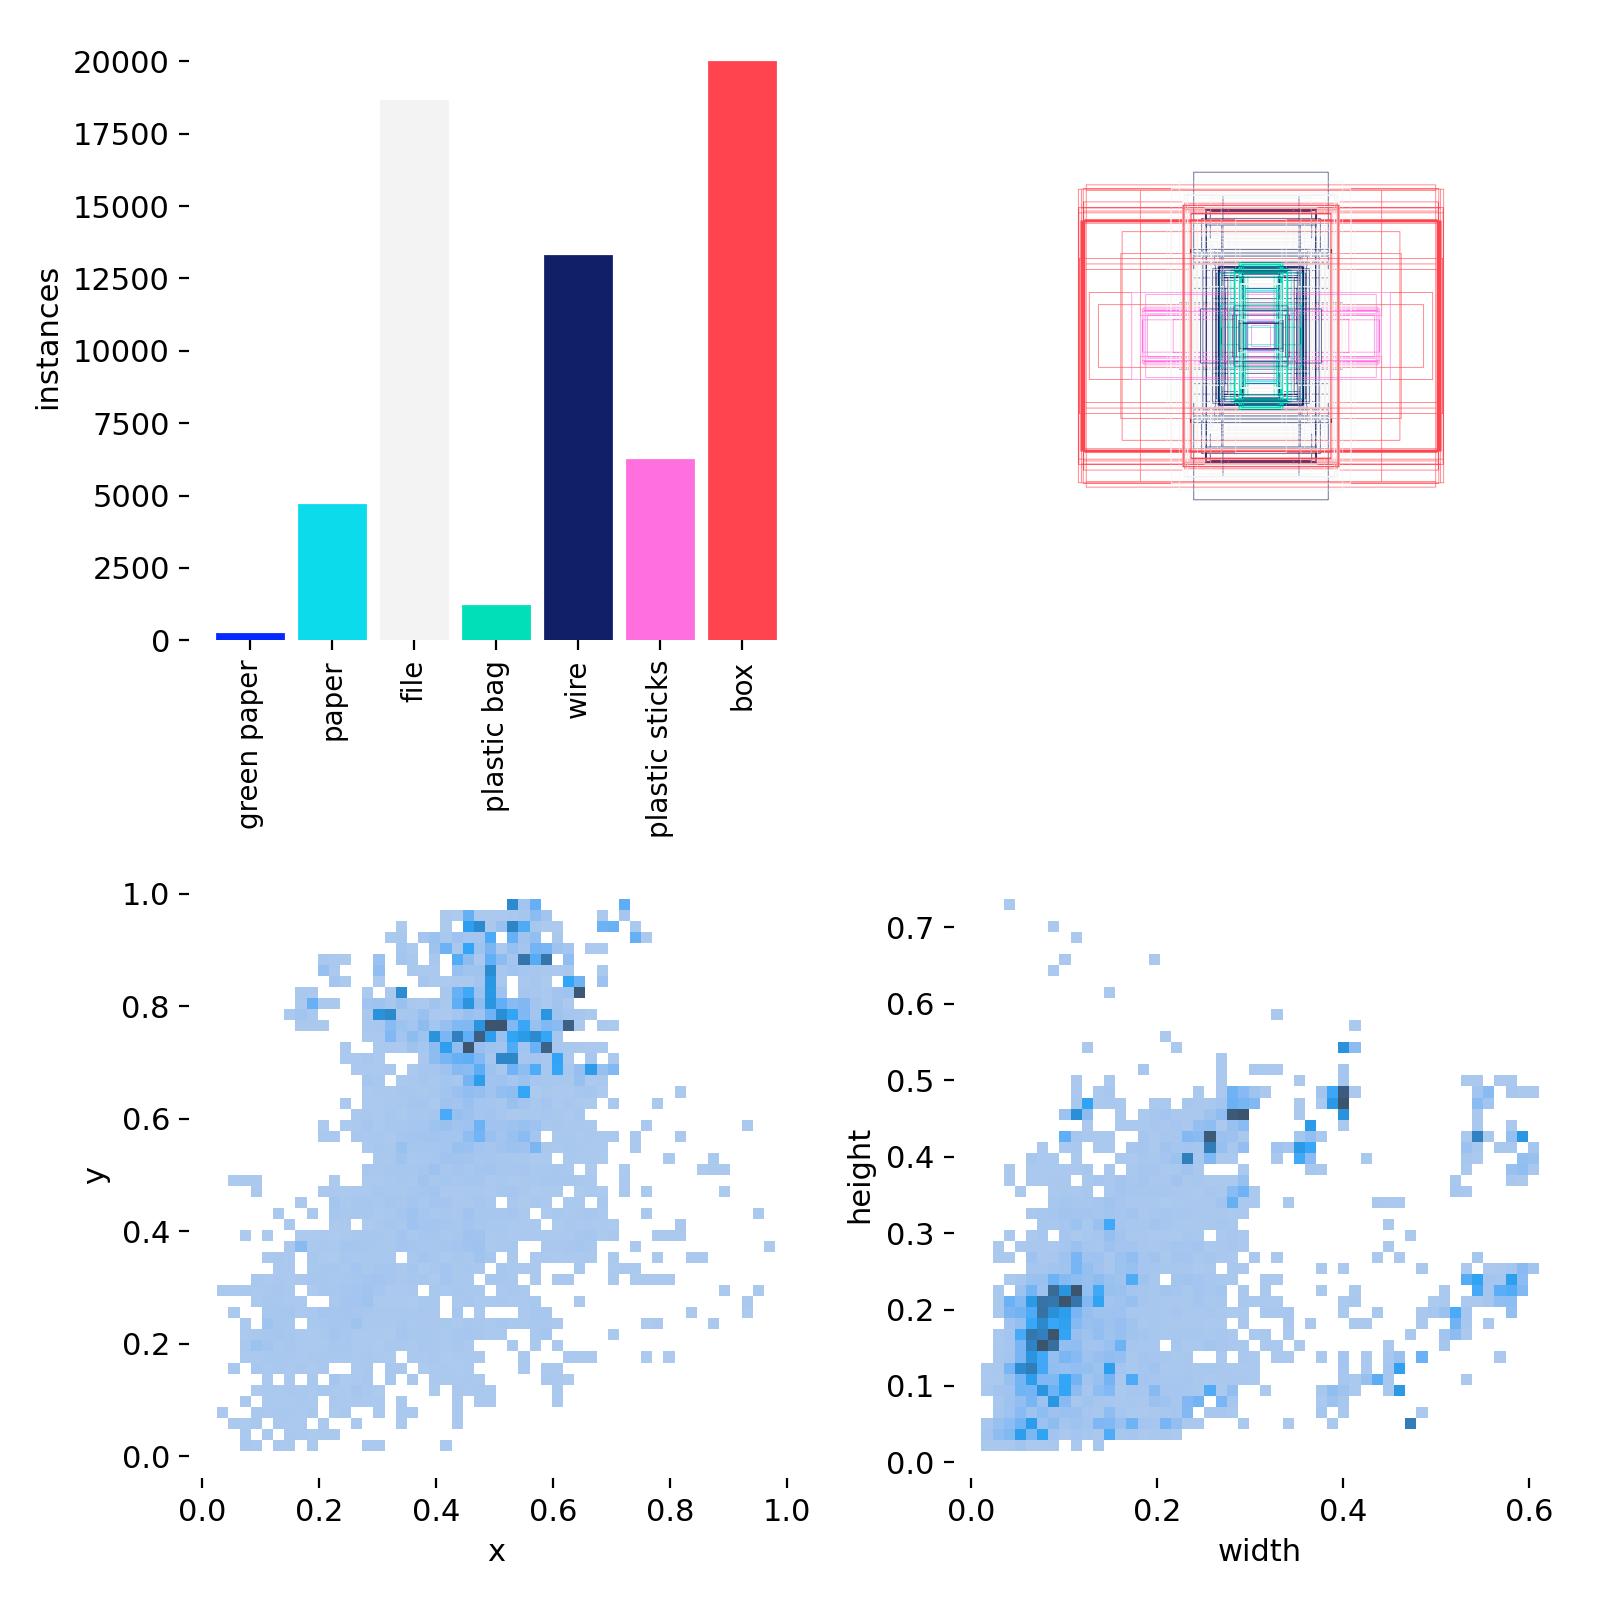 20000
17500
15000
12500
10000
7500
5000
2500
0
instances
green paper
paper
file
plastic bag
wire
plastic sticks
box
1.0
0.8
0.6
0.4
0.2
0.0
y
0.0 0.2 0.4 0.6 0.8 1.0
x
0.7
0.6
0.5
0.4
0.3
0.2
0.1
0.0
height
0.0 0.2 0.4 0.6
width